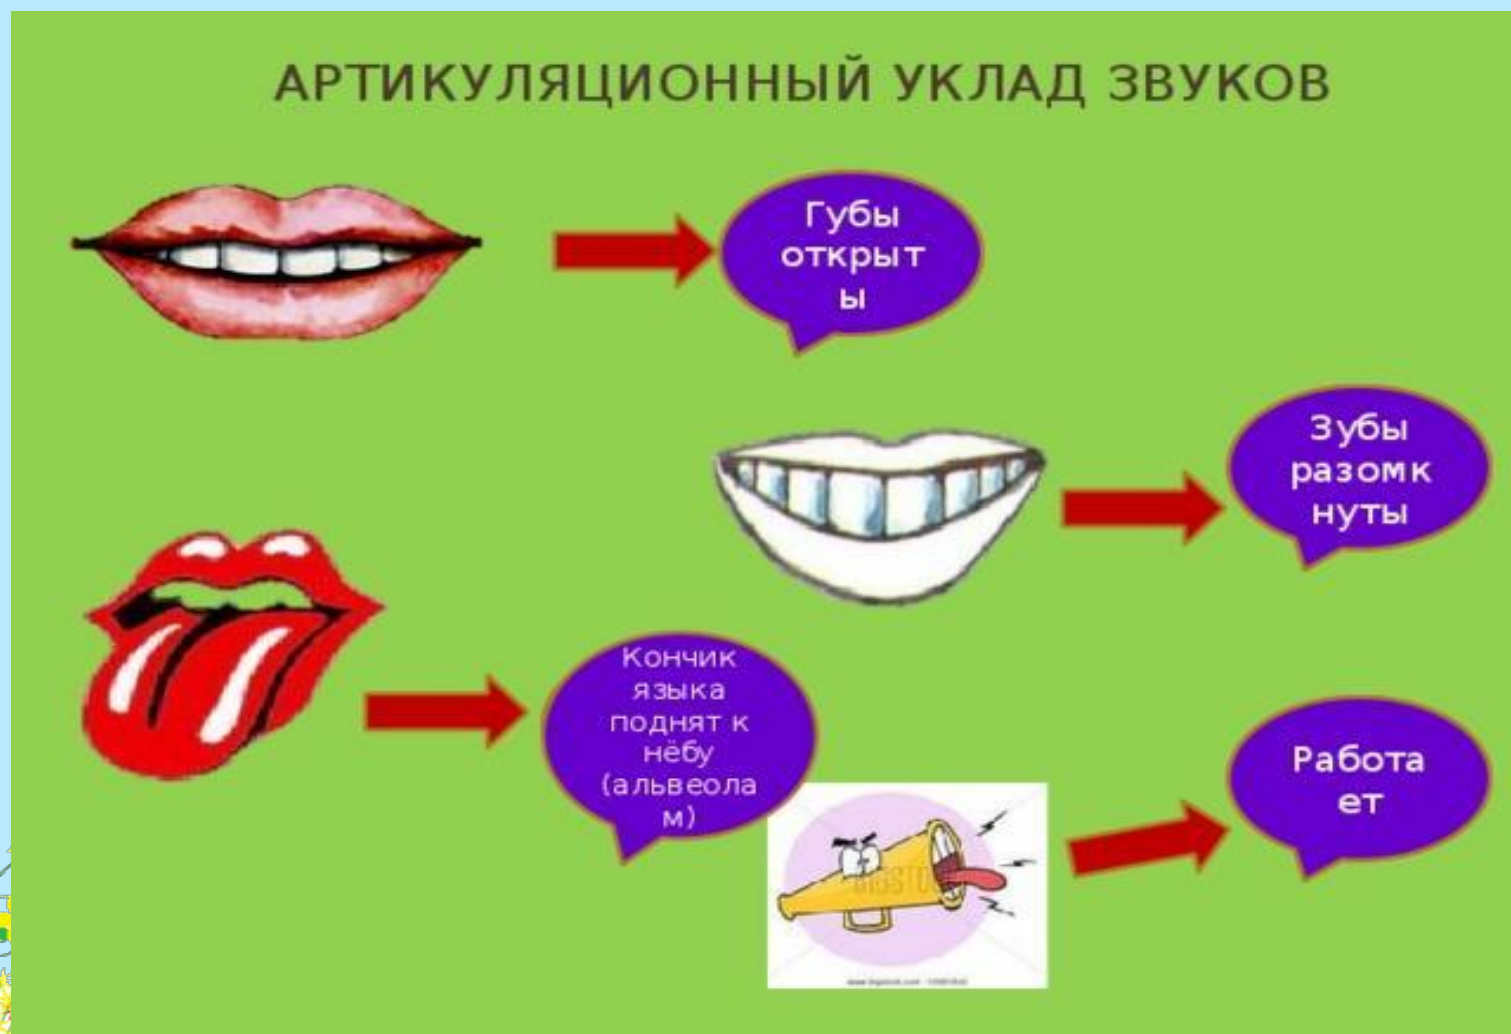 АРТИКУЛЯЦИОННЫЙ УКЛАД ЗВУКОВ
Губы
открыт
ы
Зубы
разомк
нуты
Кончик
языка
поднят к
нёбу
(альвеола
м)
Работа
ет